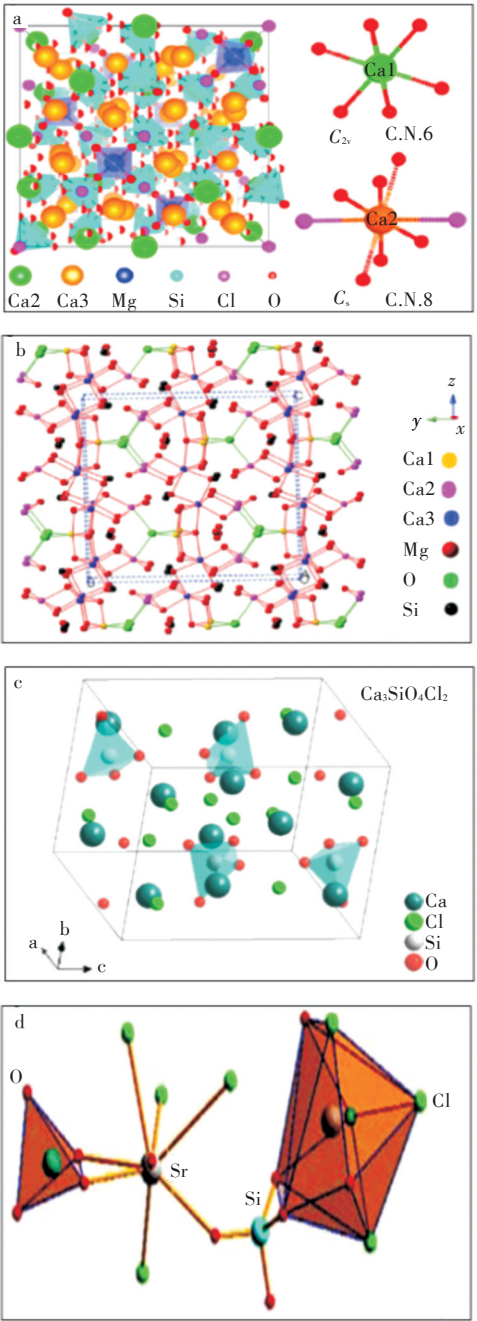 a
Ca1
C₂ᵥ C.N.6
Ca2
Cₛ C.N.8
Ca2 Ca3 Mg Si Cl O
b
z
y x
Ca1
Ca2
Ca3
Mg
O
Si
c
Ca₃SiO₄Cl₂
Ca
Cl
Si
O
b
a
c
d
O
Cl
Sr
Si